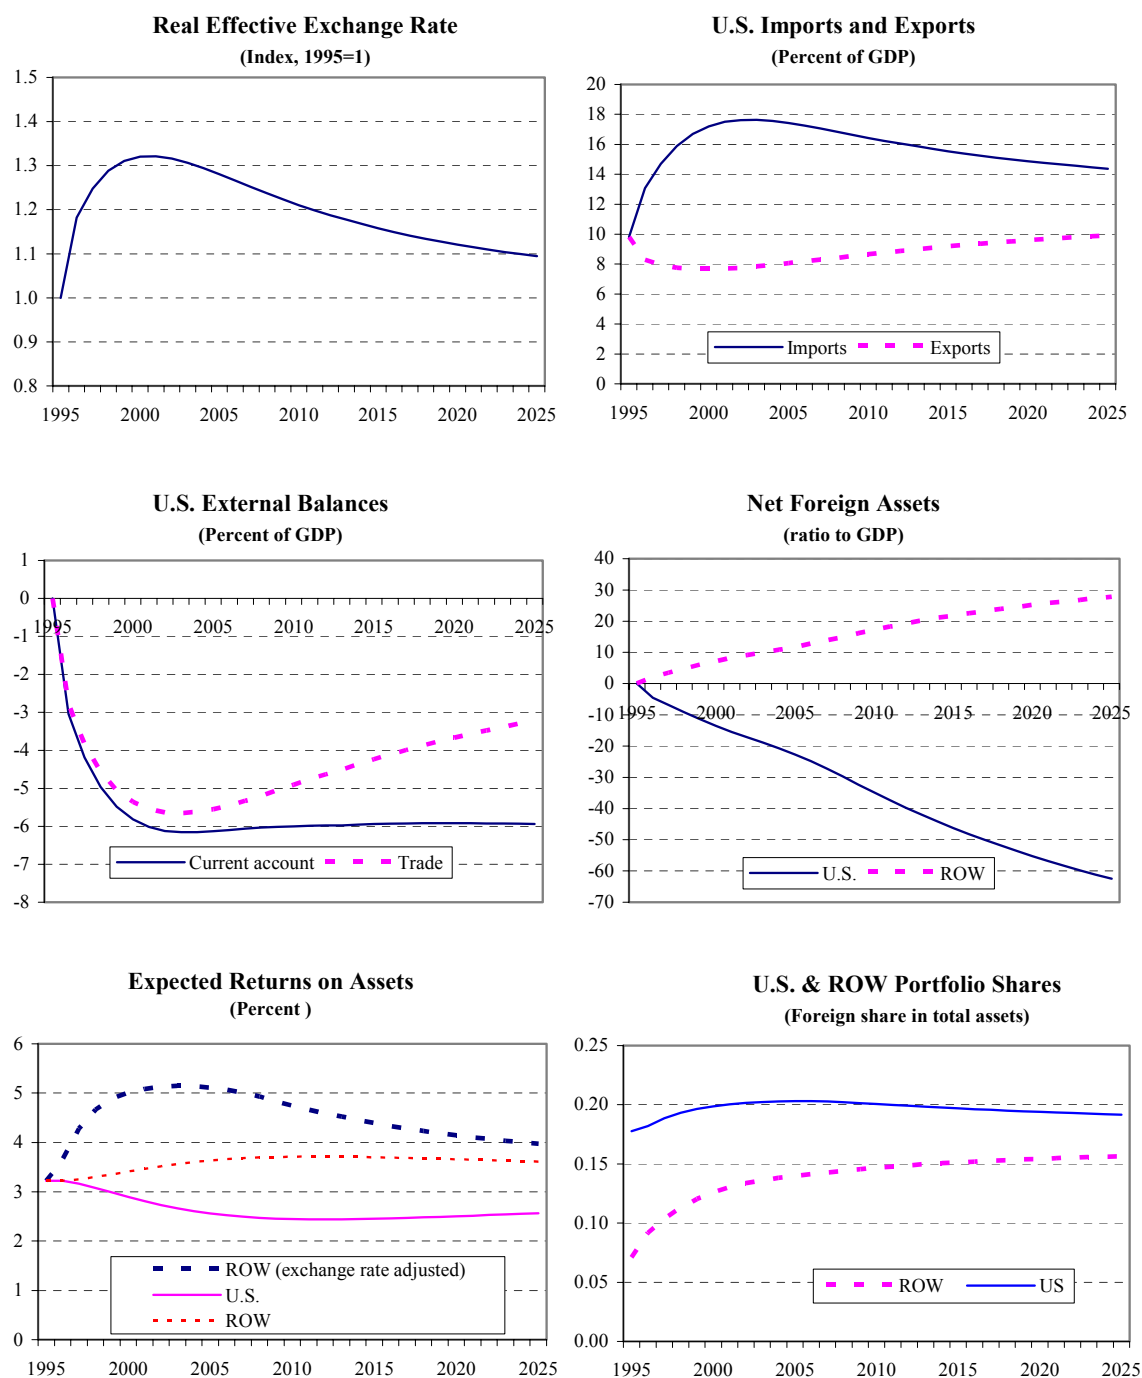 Real Effective Exchange Rate
(Index, 1995=1)
1.5
1.4
1.3
1.2
1.1
1.0
0.9
0.8
1995 2000 2005 2010 2015 2020 2025
U.S. Imports and Exports
(Percent of GDP)
20
18
16
14
12
10
8
6
4
2
0
Imports Exports
1995 2000 2005 2010 2015 2020 2025
U.S. External Balances
(Percent of GDP)
1
0
-1
-2
-3
-4
-5
-6
-7
-8
1995 2000 2005 2010 2015 2020 2025
Current account Trade
Net Foreign Assets
(ratio to GDP)
40
30
20
10
0
-10
-20
-30
-40
-50
-60
-70
1995 2000 2005 2010 2015 2020 2025
U.S. ROW
Expected Returns on Assets
(Percent )
6
5
4
3
2
1
0
ROW (exchange rate adjusted)
U.S.
ROW
1995 2000 2005 2010 2015 2020 2025
U.S. & ROW Portfolio Shares
(Foreign share in total assets)
0.25
0.20
0.15
0.10
0.05
0.00
ROW US
1995 2000 2005 2010 2015 2020 2025